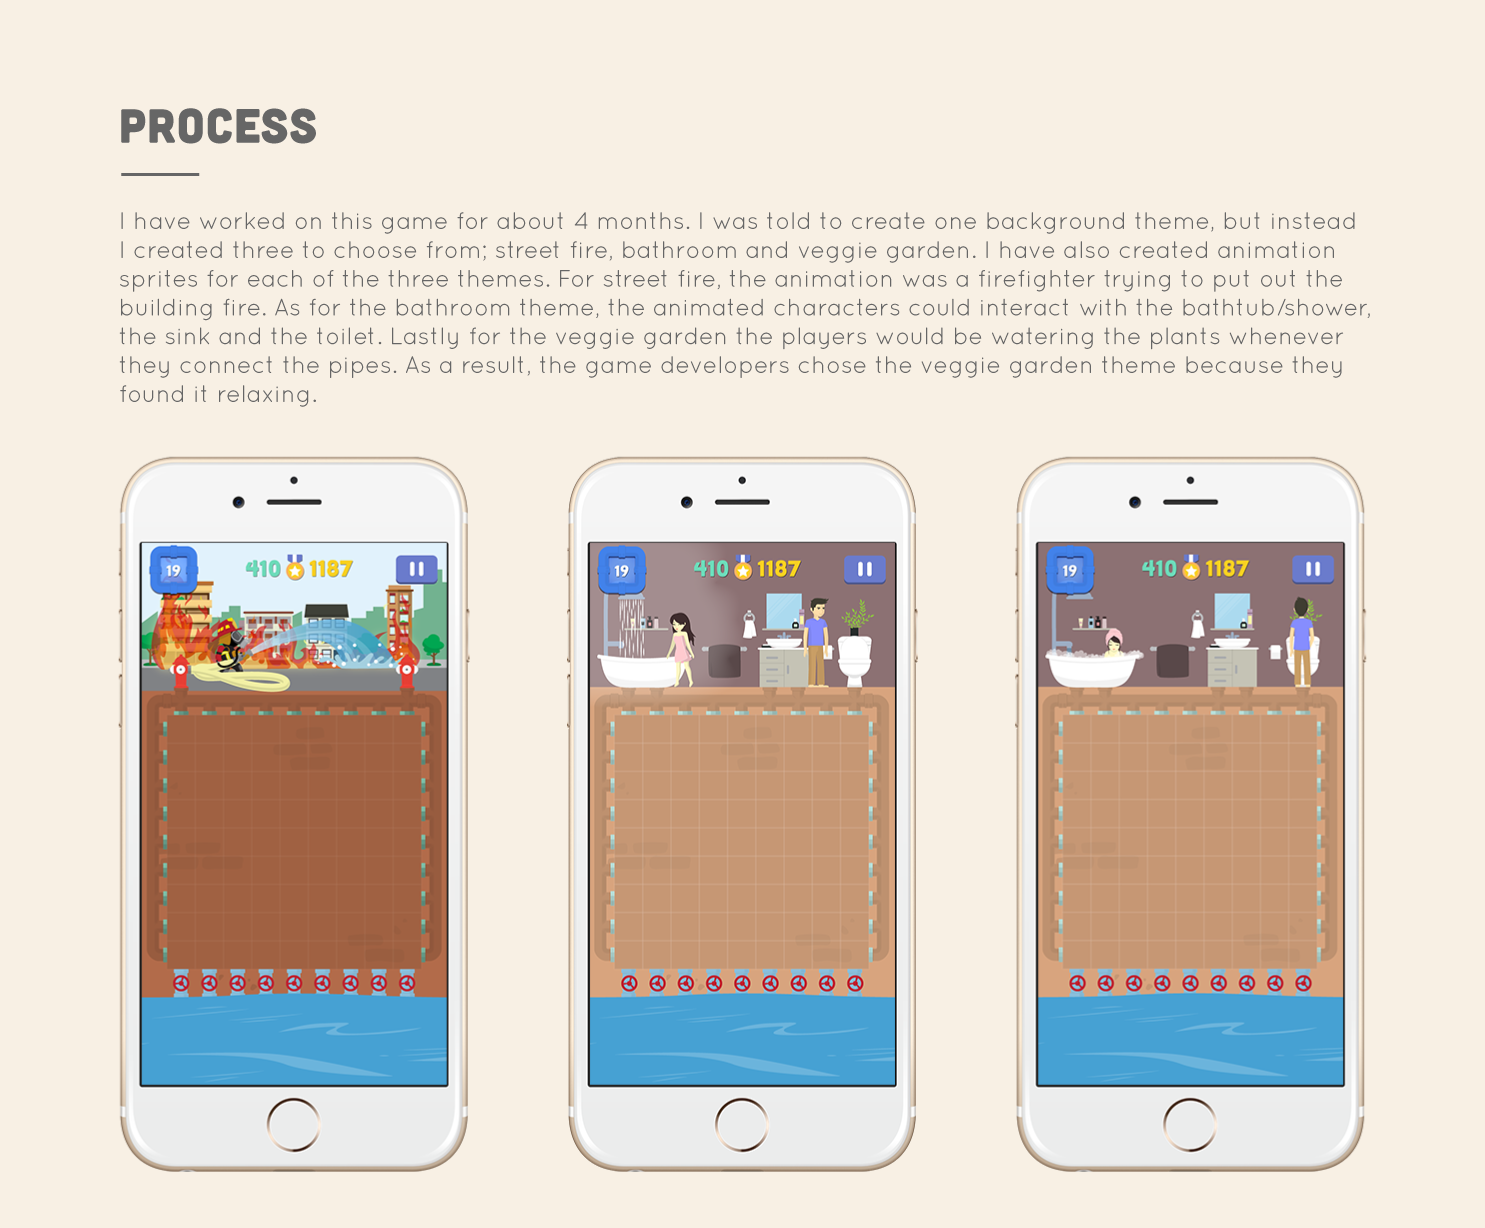 PROCESS
I have worked on this game for about 4 months. I was told to create one background theme, but instead
I created three to choose from; street fire, bathroom and veggie garden. I have also created animation
sprites for each of the three themes. For street fire, the animation was a firefighter trying to put out the
building fire. As for the bathroom theme, the animated characters could interact with the bathtub/shower,
the sink and the toilet. Lastly for the veggie garden the players would be watering the plants whenever
they connect the pipes. As a result, the game developers chose the veggie garden theme because they
found it relaxing.
19 410 1187
19 410 1187
19 410 1187